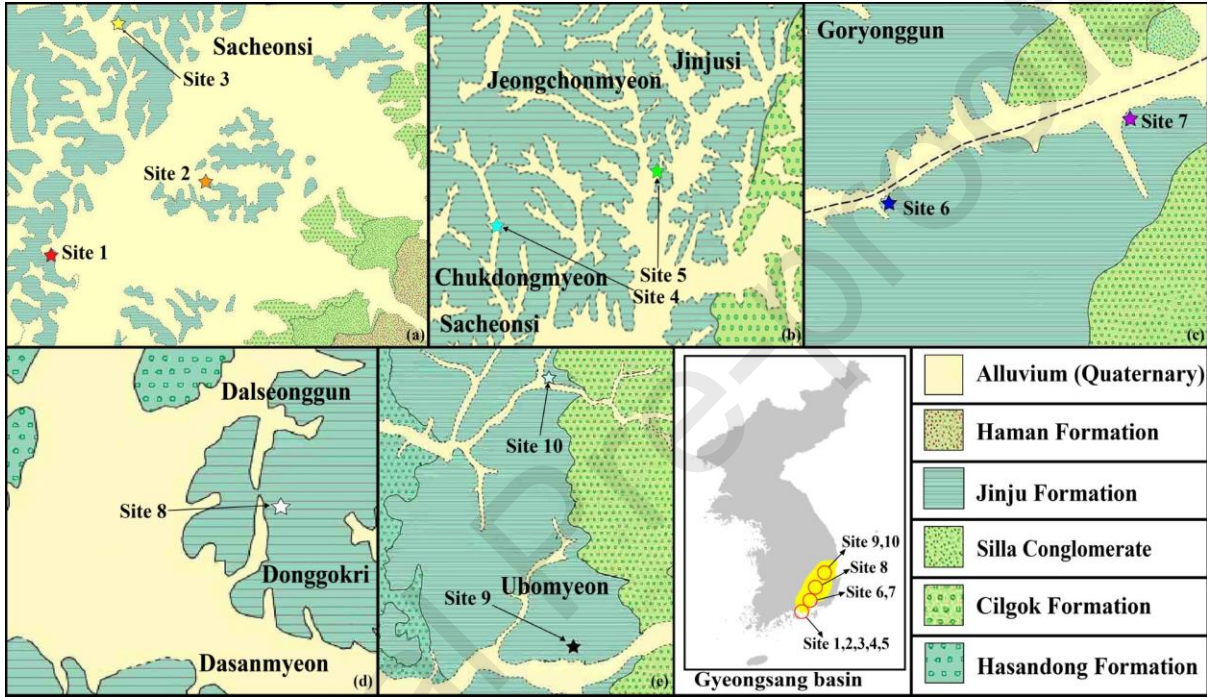 Sacheonsi
Site 3
Site 2
Site 1
(a)
Jinjusi
Jeongchonmyeon
Site 5
Chukdongmyeon
Site 4
Sacheonsi
(b)
Goryonggun
Site 7
Site 6
(c)
Dalseonggun
Site 8
Donggokri
Dasanmyeon
(d)
Site 10
Ubomyeon
Site 9
(e)
Site 9,10
Site 8
Site 6,7
Site 1,2,3,4,5
Gyeongsang basin
Alluvium (Quaternary)
Haman Formation
Jinju Formation
Silla Conglomerate
Cilgok Formation
Hasandong Formation